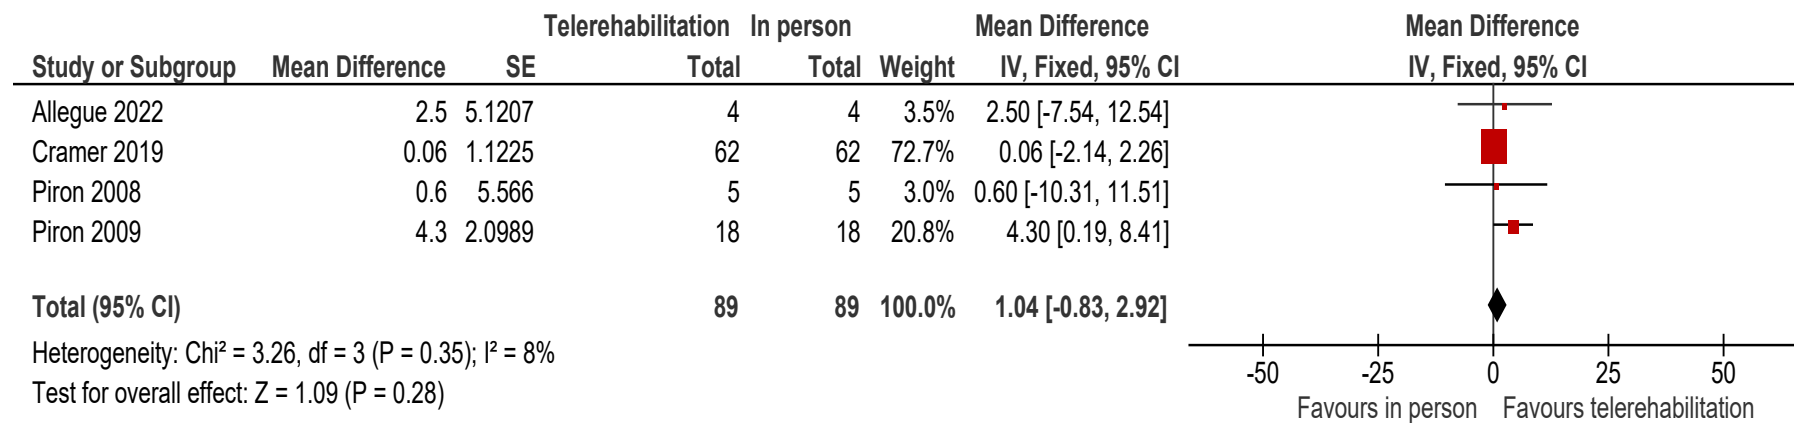 Telerehabilitation In person Mean Difference Mean Difference
Study or Subgroup Mean Difference SE Total Total Weight IV, Fixed, 95% CI IV, Fixed, 95% CI
Allegue 2022 2.5 5.1207 4 4 3.5% 2.50 [-7.54, 12.54]
Cramer 2019 0.06 1.1225 62 62 72.7% 0.06 [-2.14, 2.26]
Piron 2008 0.6 5.566 5 5 3.0% 0.60 [-10.31, 11.51]
Piron 2009 4.3 2.0989 18 18 20.8% 4.30 [0.19, 8.41]
Total (95% CI) 89 89 100.0% 1.04 [-0.83, 2.92]
Heterogeneity: Chi² = 3.26, df = 3 (P = 0.35); I² = 8%
Test for overall effect: Z = 1.09 (P = 0.28)
-50 -25 0 25 50
Favours in person Favours telerehabilitation